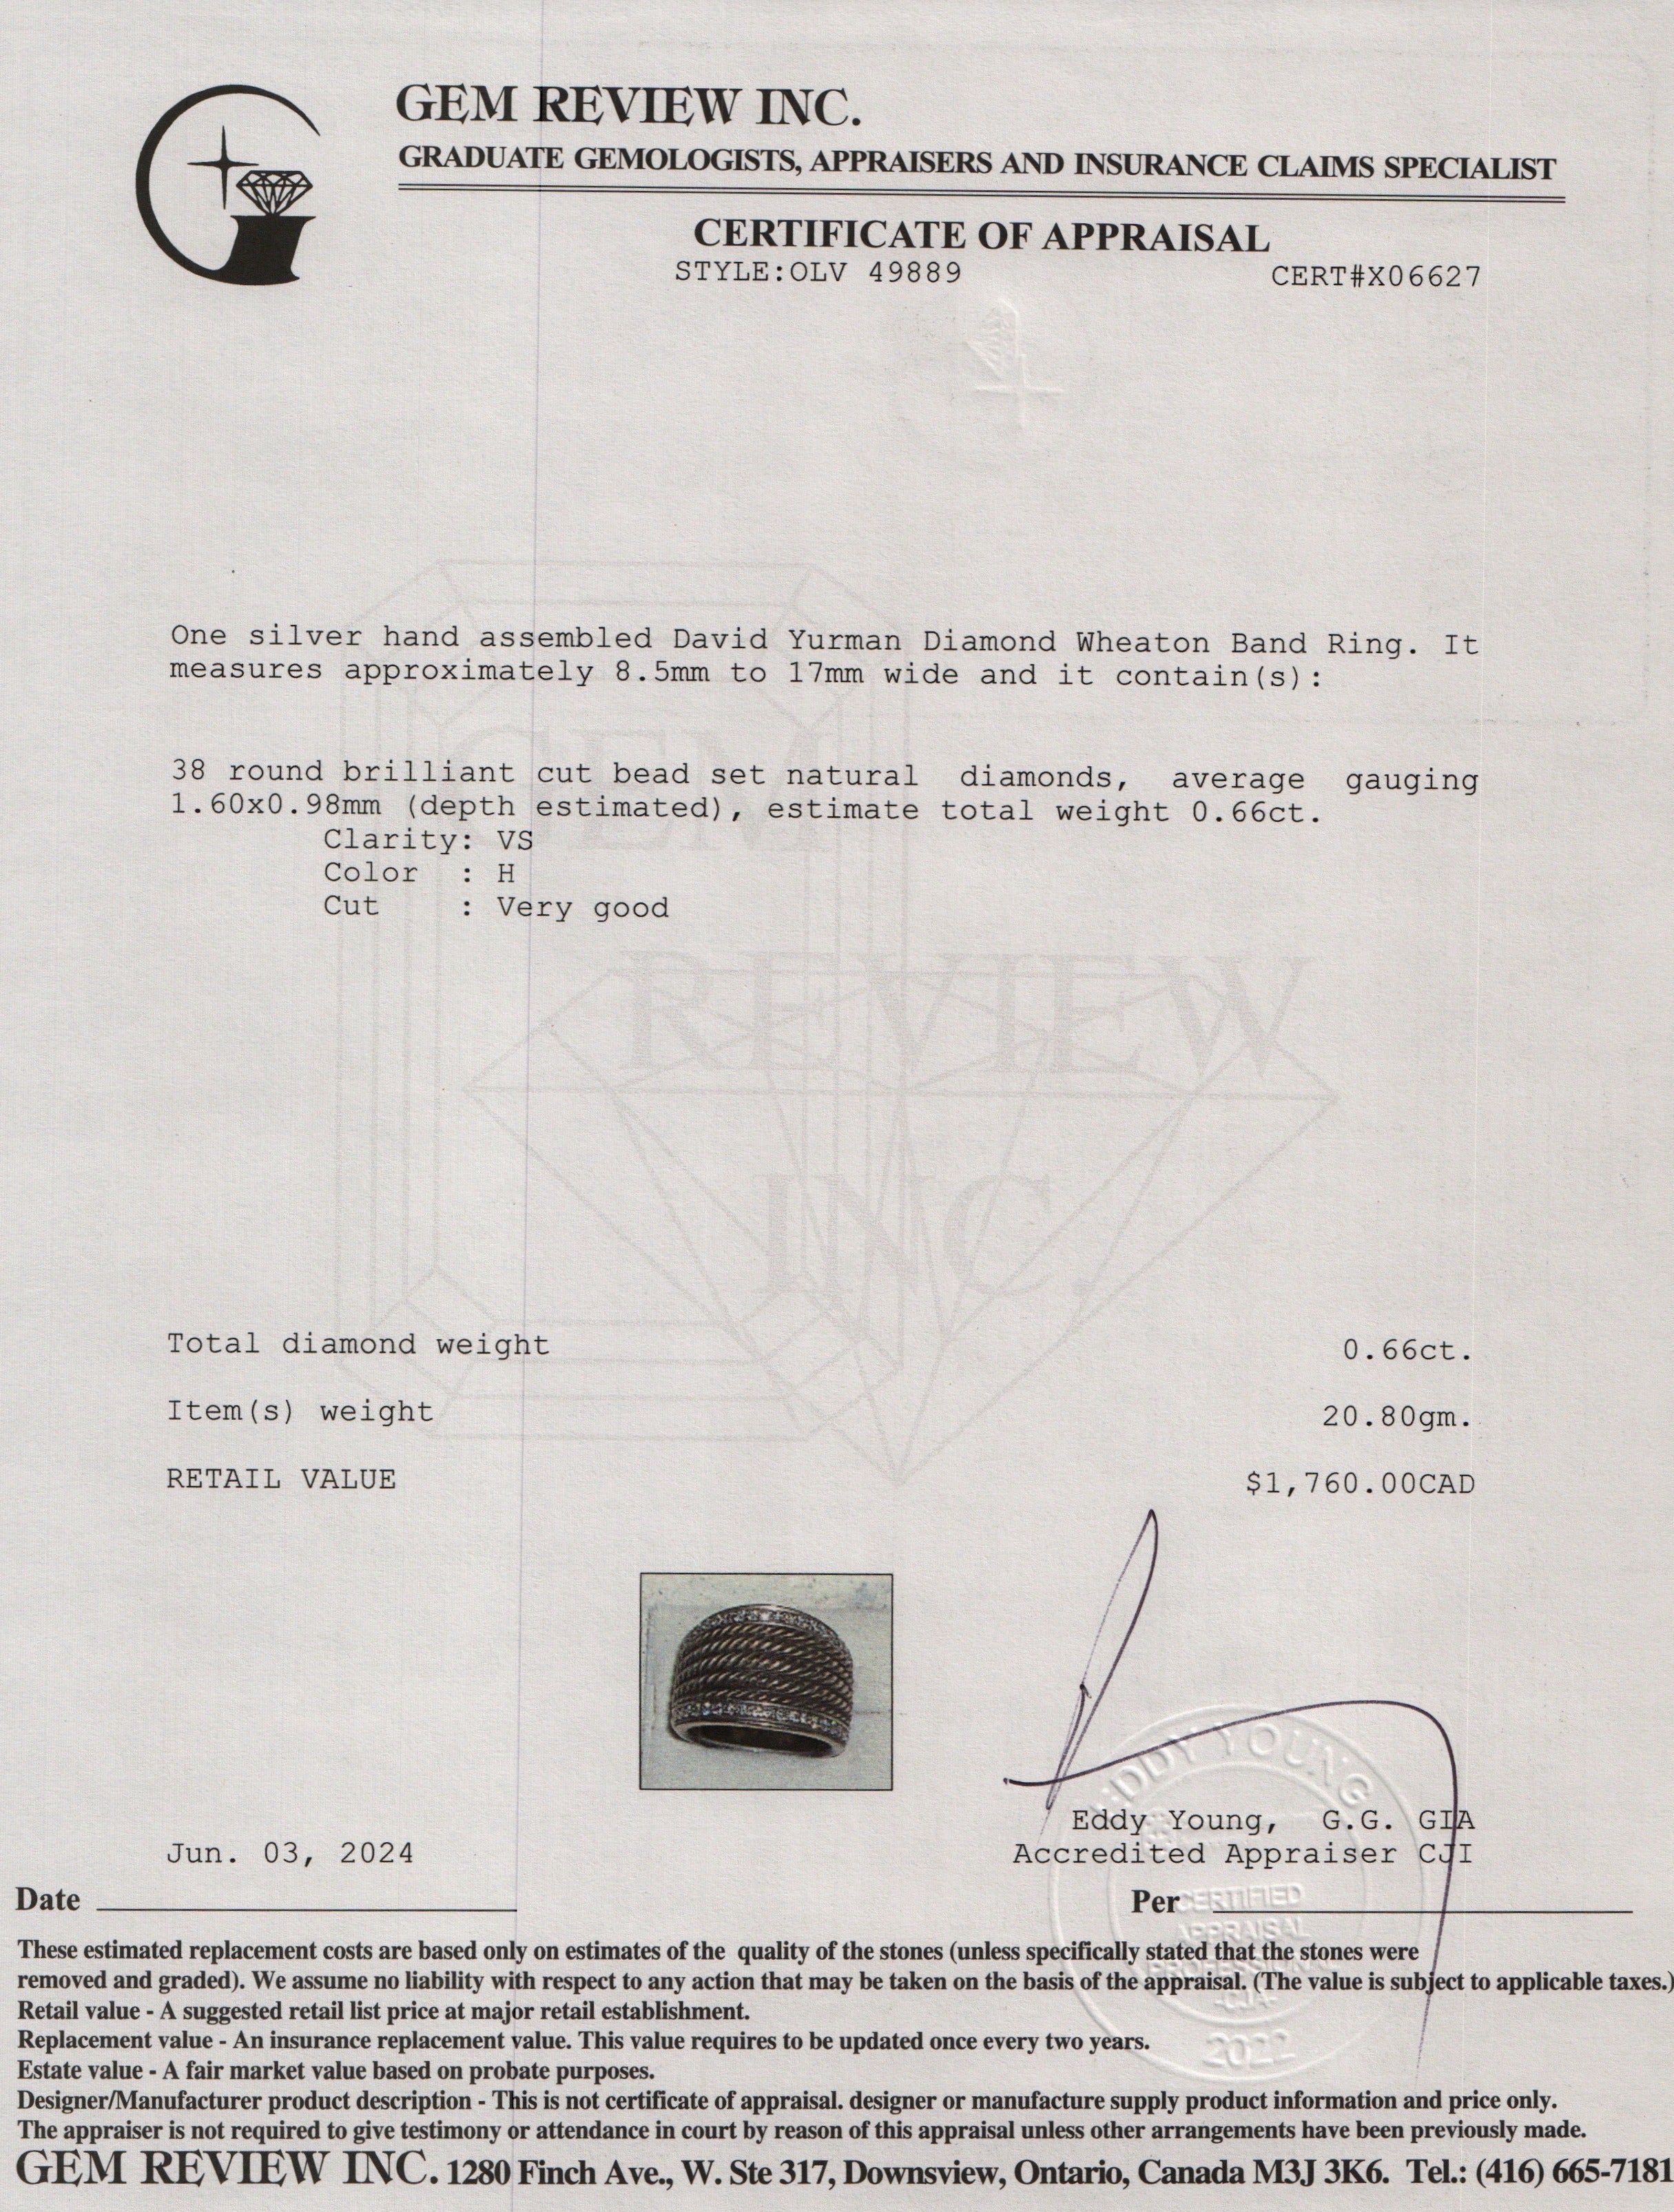 GEM REVIEW INC.
GRADUATE GEMOLOGISTS, APPRAISERS AND INSURANCE CLAIMS SPECIALIST
CERTIFICATE OF APPRAISAL
STYLE:OLV 49889 CERT#X06627
One silver hand assembled David Yurman Diamond Wheaton Band Ring. It
measures approximately 8.5mm to 17mm wide and it contain(s):
38 round brilliant cut bead set natural diamonds, average gauging
1.60x0.98mm (depth estimated), estimate total weight 0.66ct.
Clarity: VS
Color : H
Cut : Very good
GEM
REVIEW
INC.
Total diamond weight 0.66ct.
Item(s) weight 20.80gm.
RETAIL VALUE $1,760.00CAD
EDDY YOUNG
Eddy Young, G.G. GIA
Jun. 03, 2024 Accredited Appraiser CJI
Date Per
CERTIFIED
APPRAISAL
PROFESSIONAL
-CJA-
2022
These estimated replacement costs are based only on estimates of the quality of the stones (unless specifically stated that the stones were
removed and graded). We assume no liability with respect to any action that may be taken on the basis of the appraisal. (The value is subject to applicable taxes.)
Retail value - A suggested retail list price at major retail establishment.
Replacement value - An insurance replacement value. This value requires to be updated once every two years.
Estate value - A fair market value based on probate purposes.
Designer/Manufacturer product description - This is not certificate of appraisal. designer or manufacture supply product information and price only.
The appraiser is not required to give testimony or attendance in court by reason of this appraisal unless other arrangements have been previously made.
GEM REVIEW INC. 1280 Finch Ave., W. Ste 317, Downsview, Ontario, Canada M3J 3K6. Tel.: (416) 665-7181